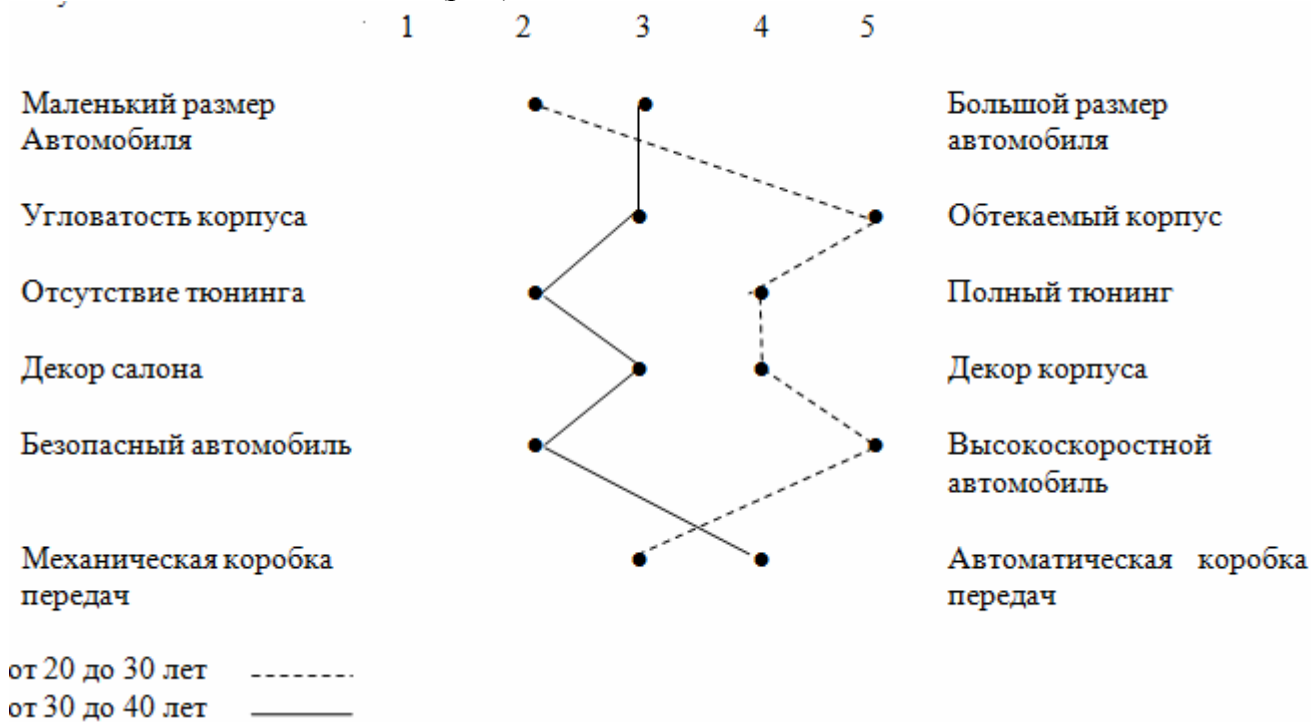 1 2 3 4 5
Маленький размер Автомобиля
Большой размер автомобиля
Угловатость корпуса
Обтекаемый корпус
Отсутствие тюнинга
Полный тюнинг
Декор салона
Декор корпуса
Безопасный автомобиль
Высокоскоростной автомобиль
Механическая коробка передач
Автоматическая коробка передач
от 20 до 30 лет
от 30 до 40 лет